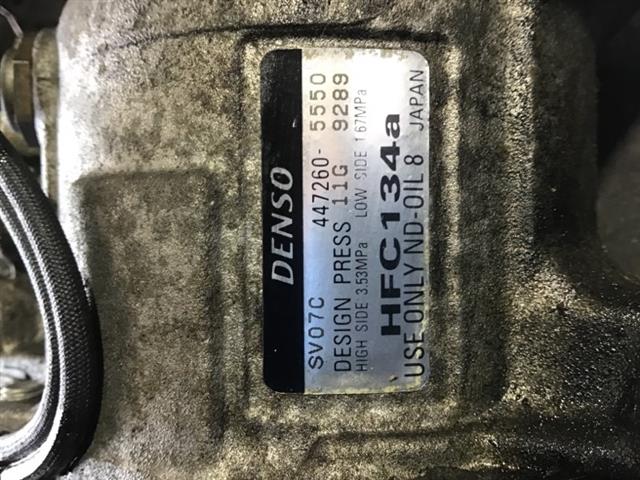 DENSO
SV07C 447260-5550
DESIGN PRESS 11G 9289
HIGH SIDE 3.53MPa LOW SIDE 1.67MPa
HFC134a
USE ONLY ND-OIL 8 JAPAN